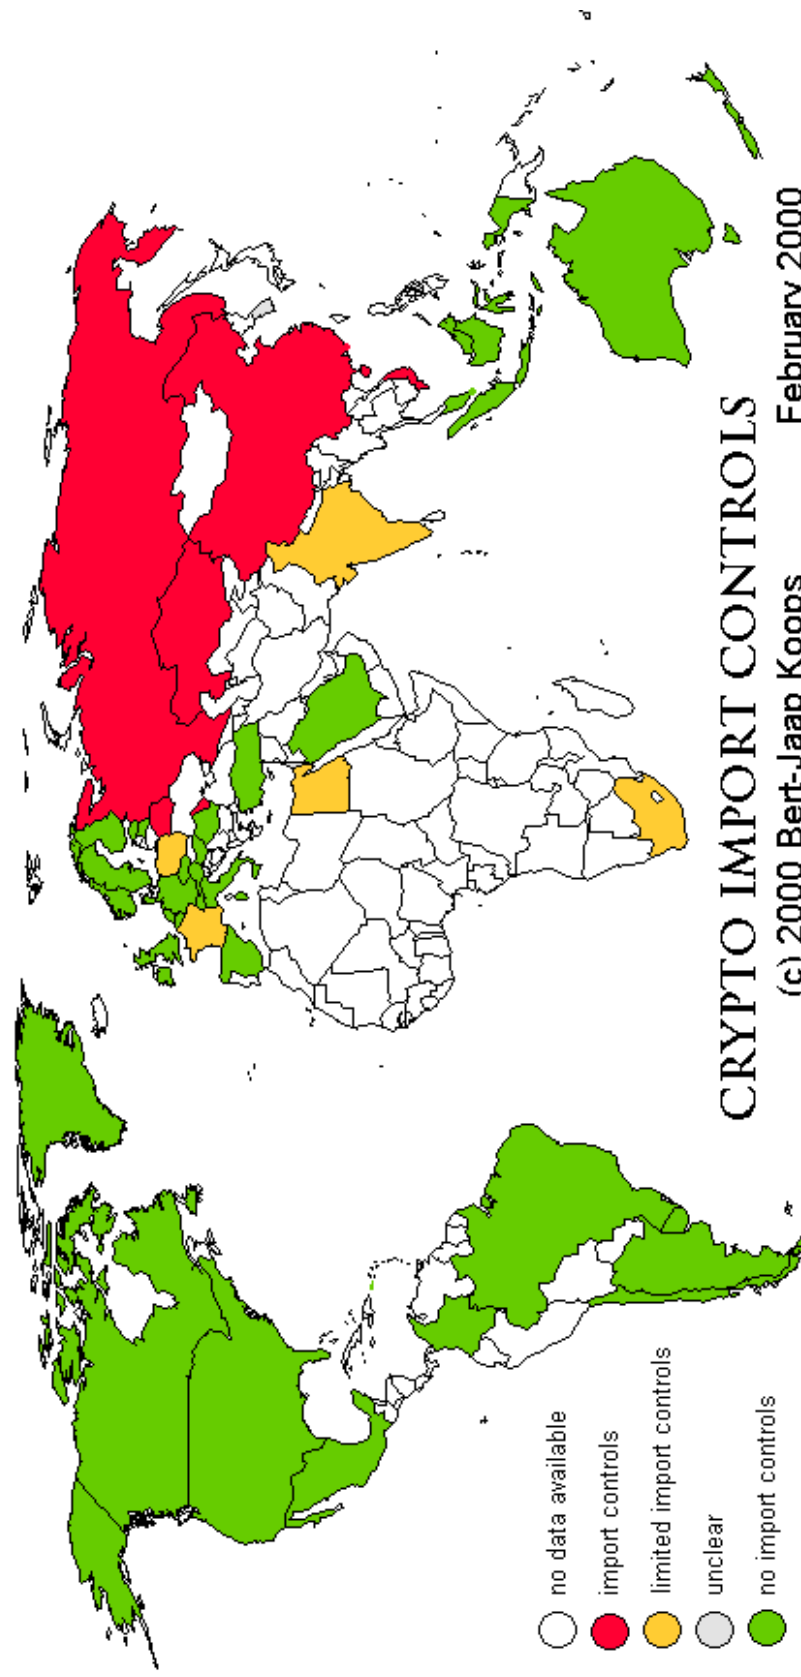 CRYPTO IMPORT CONTROLS
(c) 2000 Bert-Jaap Koops
February 2000
no data available
import controls
limited import controls
unclear
no import controls